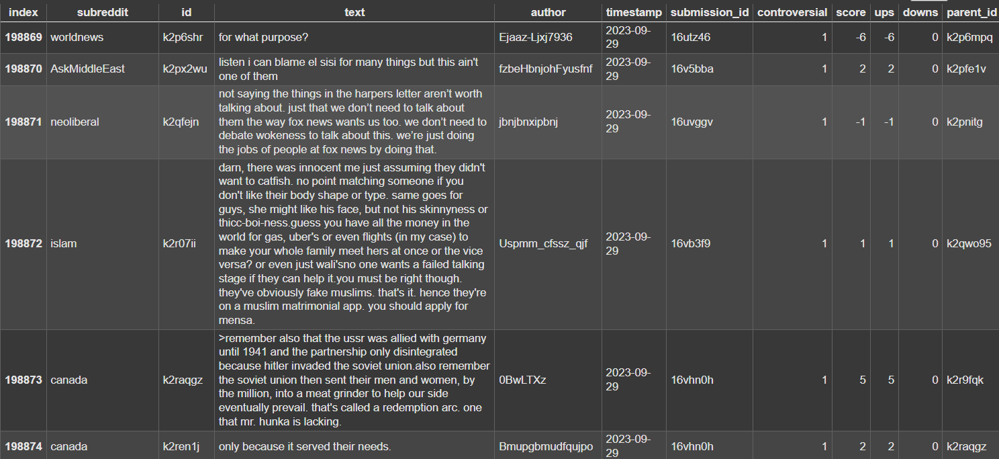 index subreddit id text author timestamp submission_id controversial score ups downs parent_id
198869 worldnews k2p6shr for what purpose? Ejaaz-Ljxj7936 2023-09-29 16utz46 1 -6 -6 0 k2p6mpq
198870 AskMiddleEast k2px2wu listen i can blame el sisi for many things but this ain't
one of them fzbeHbnjohFyusfnf 2023-09-29 16v5bba 1 2 2 0 k2pfe1v
198871 neoliberal k2qfejn not saying the things in the harpers letter aren’t worth
talking about. just that we don’t need to talk about
them the way fox news wants us too. we don’t need to
debate wokeness to talk about this. we’re just doing
the jobs of people at fox news by doing that. jbnjbnxipbnj 2023-09-29 16uvggv 1 -1 -1 0 k2pnitg
198872 islam k2r07ii darn, there was innocent me just assuming they didn't
want to catfish. no point matching someone if you
don't like their body shape or type. same goes for
guys, she might like his face, but not his skinnyness or
thicc-boi-ness.guess you have all the money in the
world for gas, uber's or even flights (in my case) to
make your whole family meet hers at once or the vice
versa? or even just wali'sno one wants a failed talking
stage if they can help it.you must be right though.
they've obviously fake muslims. that's it. hence they're
on a muslim matrimonial app. you should apply for
mensa. Uspmm_cfssz_qjf 2023-09-29 16vb3f9 1 1 1 0 k2qwo95
198873 canada k2raqgz >remember also that the ussr was allied with germany
until 1941 and the partnership only disintegrated
because hitler invaded the soviet union.also remember
the soviet union then sent their men and women, by
the million, into a meat grinder to help our side
eventually prevail. that's called a redemption arc. one
that mr. hunka is lacking. 0BwLTXz 2023-09-29 16vhn0h 1 5 5 0 k2r9fqk
198874 canada k2ren1j only because it served their needs. Bmupgbmudfqujpo 2023-09-29 16vhn0h 1 2 2 0 k2raqgz